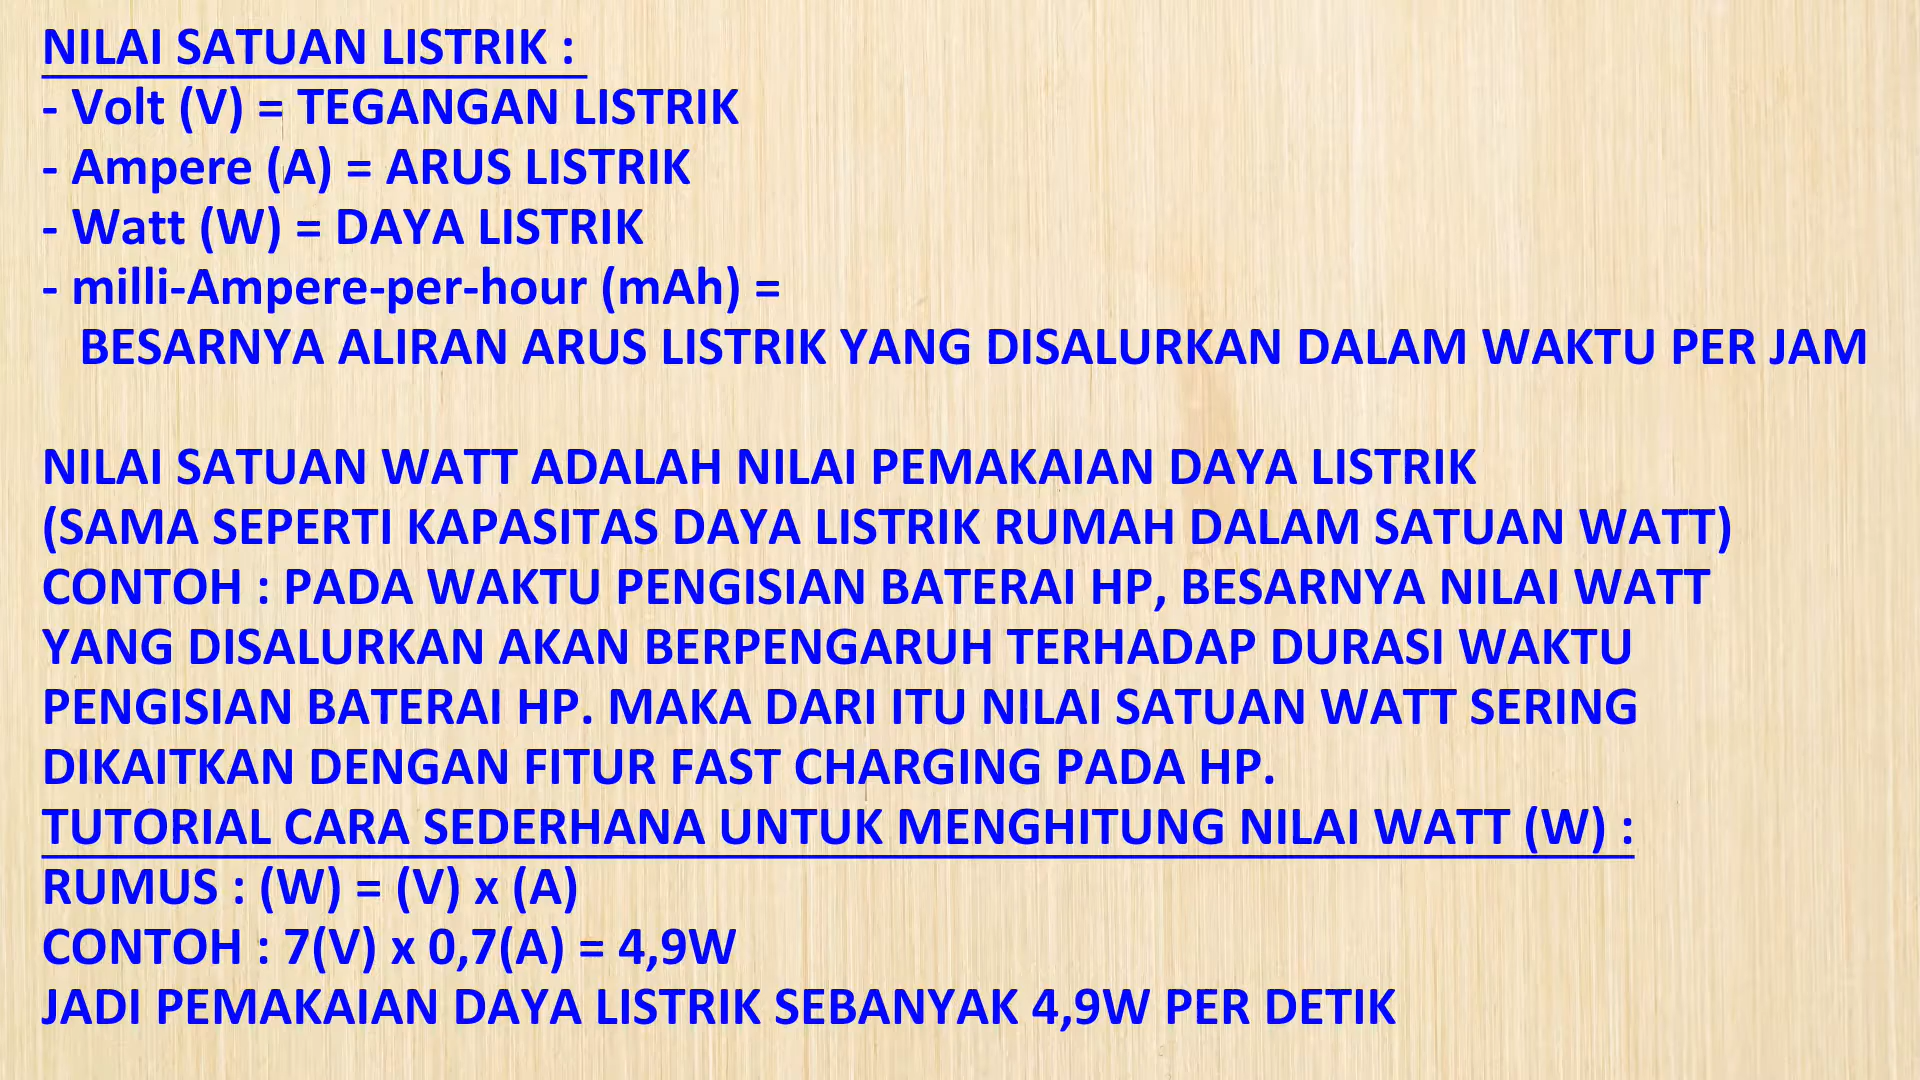 NILAI SATUAN LISTRIK :
- Volt (V) = TEGANGAN LISTRIK
- Ampere (A) = ARUS LISTRIK
- Watt (W) = DAYA LISTRIK
- milli-Ampere-per-hour (mAh) =
BESARNYA ALIRAN ARUS LISTRIK YANG DISALURKAN DALAM WAKTU PER JAM
NILAI SATUAN WATT ADALAH NILAI PEMAKAIAN DAYA LISTRIK
(SAMA SEPERTI KAPASITAS DAYA LISTRIK RUMAH DALAM SATUAN WATT)
CONTOH : PADA WAKTU PENGISIAN BATERAI HP, BESARNYA NILAI WATT
YANG DISALURKAN AKAN BERPENGARUH TERHADAP DURASI WAKTU
PENGISIAN BATERAI HP. MAKA DARI ITU NILAI SATUAN WATT SERING
DIKAITKAN DENGAN FITUR FAST CHARGING PADA HP.
TUTORIAL CARA SEDERHANA UNTUK MENGHITUNG NILAI WATT (W) :
RUMUS : (W) = (V) x (A)
CONTOH : 7(V) x 0,7(A) = 4,9W
JADI PEMAKAIAN DAYA LISTRIK SEBANYAK 4,9W PER DETIK